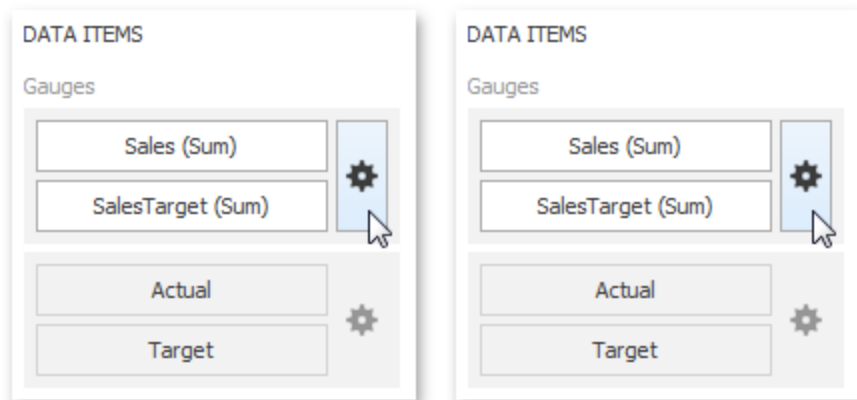 DATA ITEMS
Gauges
Sales (Sum)
SalesTarget (Sum)
Actual
Target
DATA ITEMS
Gauges
Sales (Sum)
SalesTarget (Sum)
Actual
Target